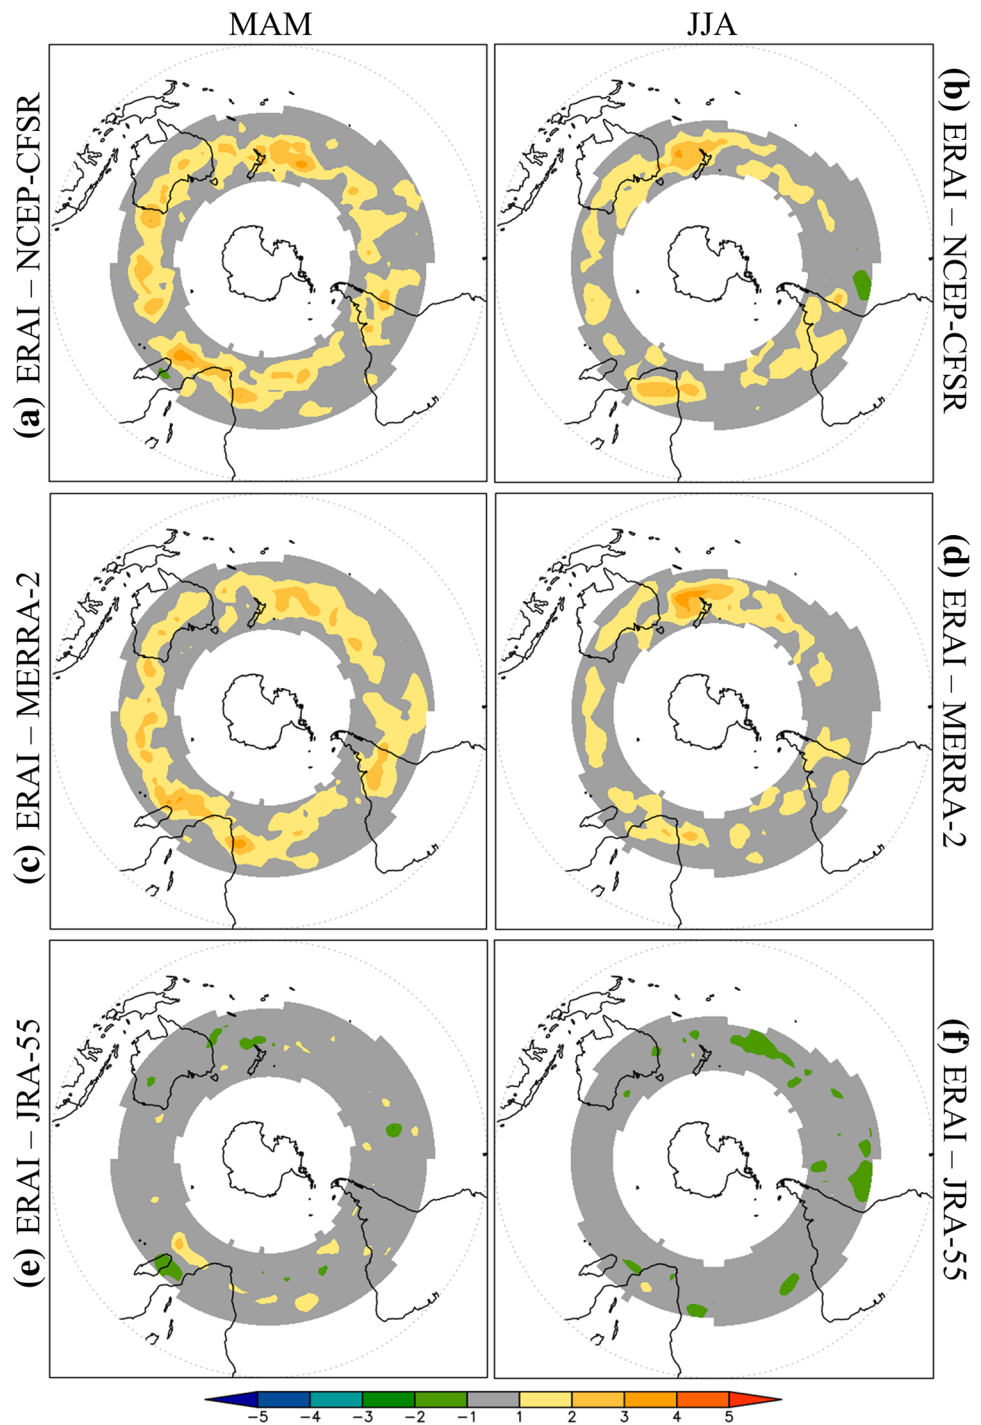 MAM
JJA
(a) ERAI – NCEP-CFSR
(b) ERAI – NCEP-CFSR
(c) ERAI – MERRA-2
(d) ERAI – MERRA-2
(e) ERAI – JRA-55
(f) ERAI – JRA-55
-5 -4 -3 -2 -1 1 2 3 4 5